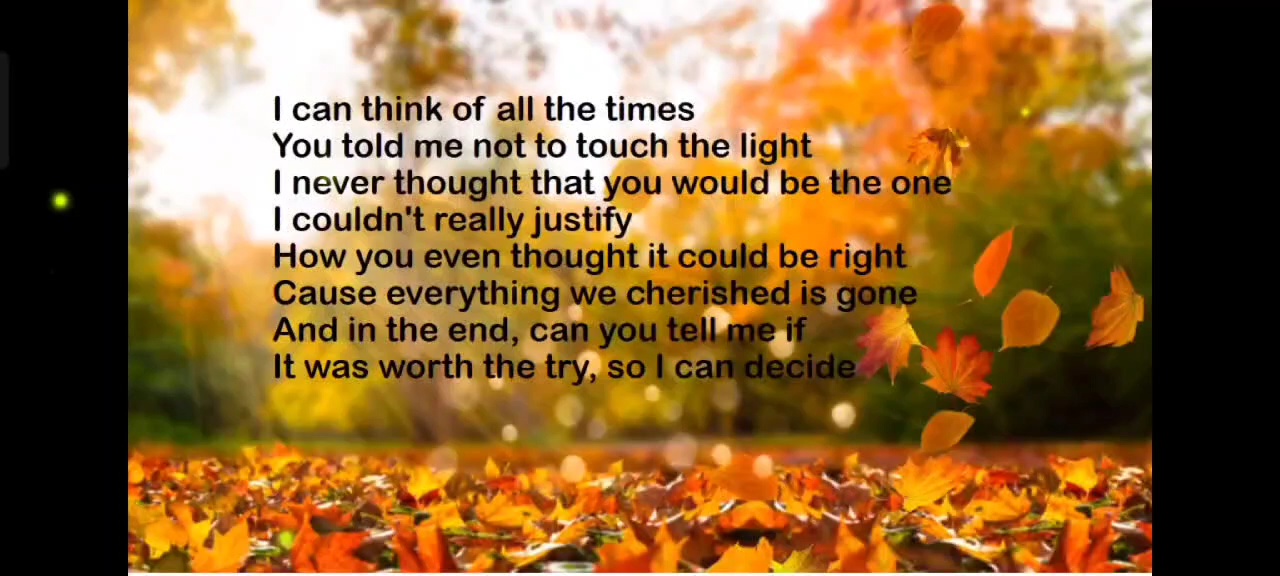 I can think of all the times
You told me not to touch the light
I never thought that you would be the one
I couldn't really justify
How you even thought it could be right
Cause everything we cherished is gone
And in the end, can you tell me if
It was worth the try, so I can decide